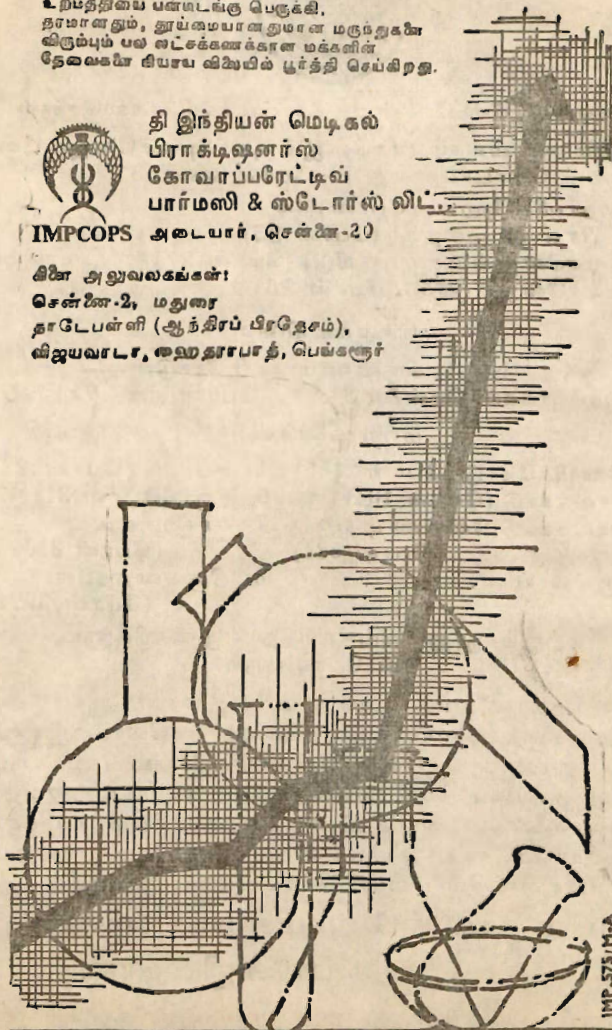 உற்பத்தியை பன்மடங்கு பெருக்கி,
தரமானதும், தூய்மையானதுமான மருந்துகளை
விரும்பும் பல லட்சக்கணக்கான மக்களின்
தேவைகளை நியாய விலையில் பூர்த்தி செய்கிறது.
தி இந்தியன் மெடிகல்
பிராக்டிஷனர்ஸ்
கோவாப்பரேட்டிவ்
பார்மஸி & ஸ்டோர்ஸ் லிட்.,
IMPCOPS அடையார், சென்னை-20
கிளை அலுவலகங்கள்:
சென்னை-2, மதுரை
தாடேபள்ளி (ஆந்திரப் பிரதேசம்),
விஜயவாடா, ஹைதராபாத், பெங்களூர்
IMP 575/M-A